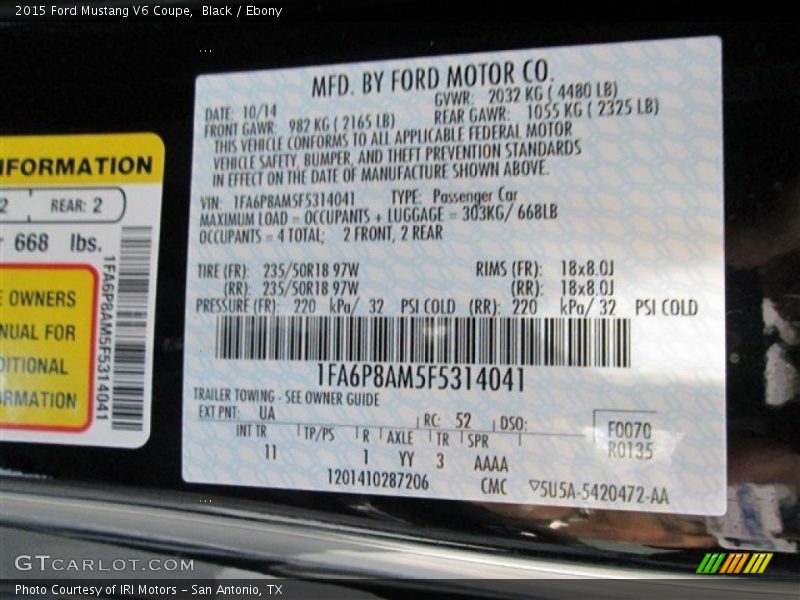 2015 Ford Mustang V6 Coupe,  Black / Ebony
MFD. BY FORD MOTOR CO.
DATE: 10/14 GVWR: 2032 KG ( 4480 LB)
FRONT GAWR: 982 KG ( 2165 LB) REAR GAWR: 1055 KG ( 2325 LB)
THIS VEHICLE CONFORMS TO ALL APPLICABLE FEDERAL MOTOR
VEHICLE SAFETY, BUMPER, AND THEFT PREVENTION STANDARDS
IN EFFECT ON THE DATE OF MANUFACTURE SHOWN ABOVE.
VIN: 1FA6P8AM5F5314041 TYPE: Passenger Car
MAXIMUM LOAD = OCCUPANTS + LUGGAGE = 303KG/ 668LB
OCCUPANTS = 4 TOTAL; 2 FRONT, 2 REAR
TIRE (FR): 235/50R18 97W RIMS (FR): 18x8.0J
(RR): 235/50R18 97W (RR): 18x8.0J
PRESSURE (FR): 220 kPa/ 32 PSI COLD (RR): 220 kPa/ 32 PSI COLD
1FA6P8AM5F5314041
TRAILER TOWING - SEE OWNER GUIDE
EXT PNT: UA RC: 52 DSO:
INT TR TP/PS R AXLE TR SPR
11 1 YY 3 AAAA
F0070
R0135
1201410287206 CMC 5U5A-5420472-AA
INFORMATION
2 REAR: 2
668 lbs.
OWNERS
FOR
1FA6P8AM5F5314041
GTCARLOT.COM
Photo Courtesy of IRI Motors – San Antonio, TX